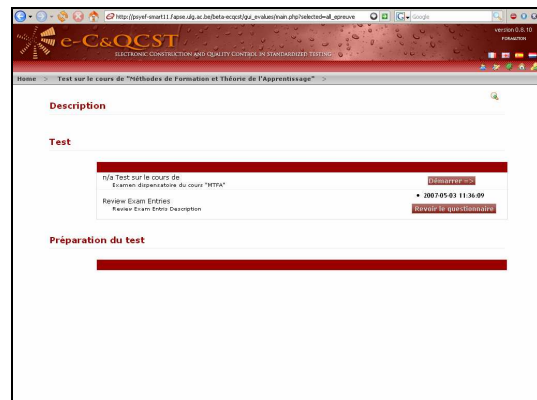 http://psyef-smart11.fapse.ulg.ac.be/beta-ecqcst/gui_evalues/main.php?selected=all_epreuve
Google
version 0.8.10
e-C&QCST
FORMATION
ELECTRONIC CONSTRUCTION AND QUALITY CONTROL IN STANDARDIZED TESTING
Home > Test sur le cours de "Méthodes de Formation et Théorie de l'Apprentissage" >
Description
Test
n/a Test sur le cours de
Examen dispensatoire du cours "MTFA"
Démarrer =>
• 2007-05-03 11:36:09
Review Exam Entries
Review Exam Entris Description
Revoir le questionnaire
Préparation du test